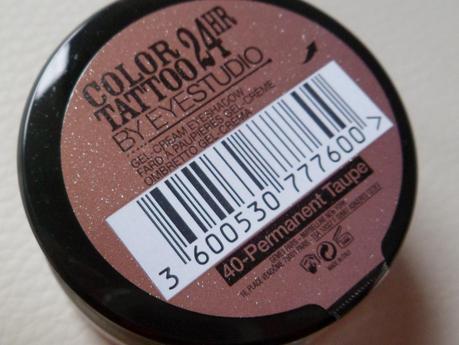 COLOR 24HR
TATTOO
BY EYESTUDIO
GEL-CREAM EYESHADOW
FARD À PAUPIÈRES GEL-CRÈME
OMBRETTO GEL-CREMA
3 600530 777600 >
40-Permanent Taupe
MADE IN ITALY